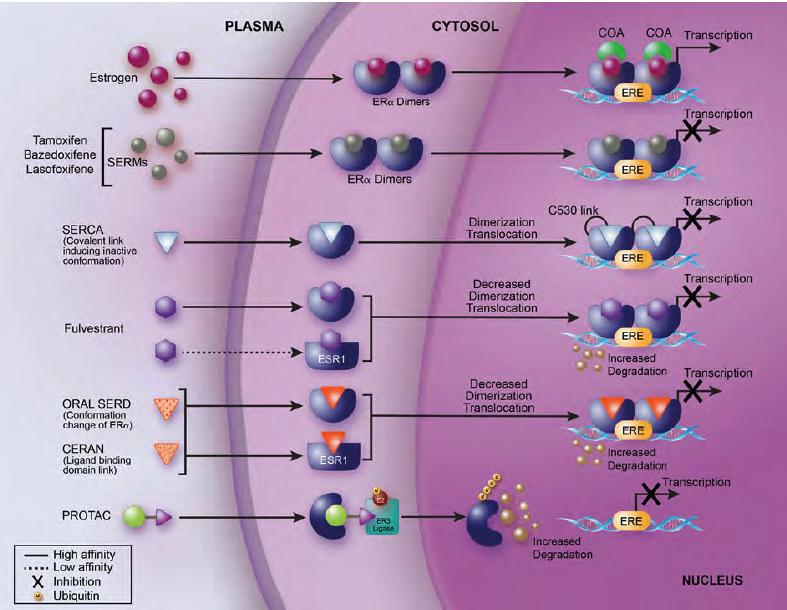 PLASMA
CYTOSOL
COA
COA
Transcription
Estrogen
ERα Dimers
ERE
Transcription
Tamoxifen
Bazedoxifene
Lasofoxifene
SERMs
ERα Dimers
ERE
SERCA
(Covalent link
inducing inactive
conformation)
Dimerization
Translocation
C530 link
Transcription
ERE
Fulvestrant
ESR1
Decreased
Dimerization
Translocation
Transcription
ERE
Increased
Degradation
ORAL SERD
(Conformation
change of ERα)
CERAN
(Ligand binding
domain link)
ESR1
Decreased
Dimerization
Translocation
Transcription
ERE
Increased
Degradation
PROTAC
U
E2
ER3
Ligase
U
U
U
U
Increased
Degradation
Transcription
ERE
High affinity
Low affinity
Inhibition
U
Ubiquitin
NUCLEUS